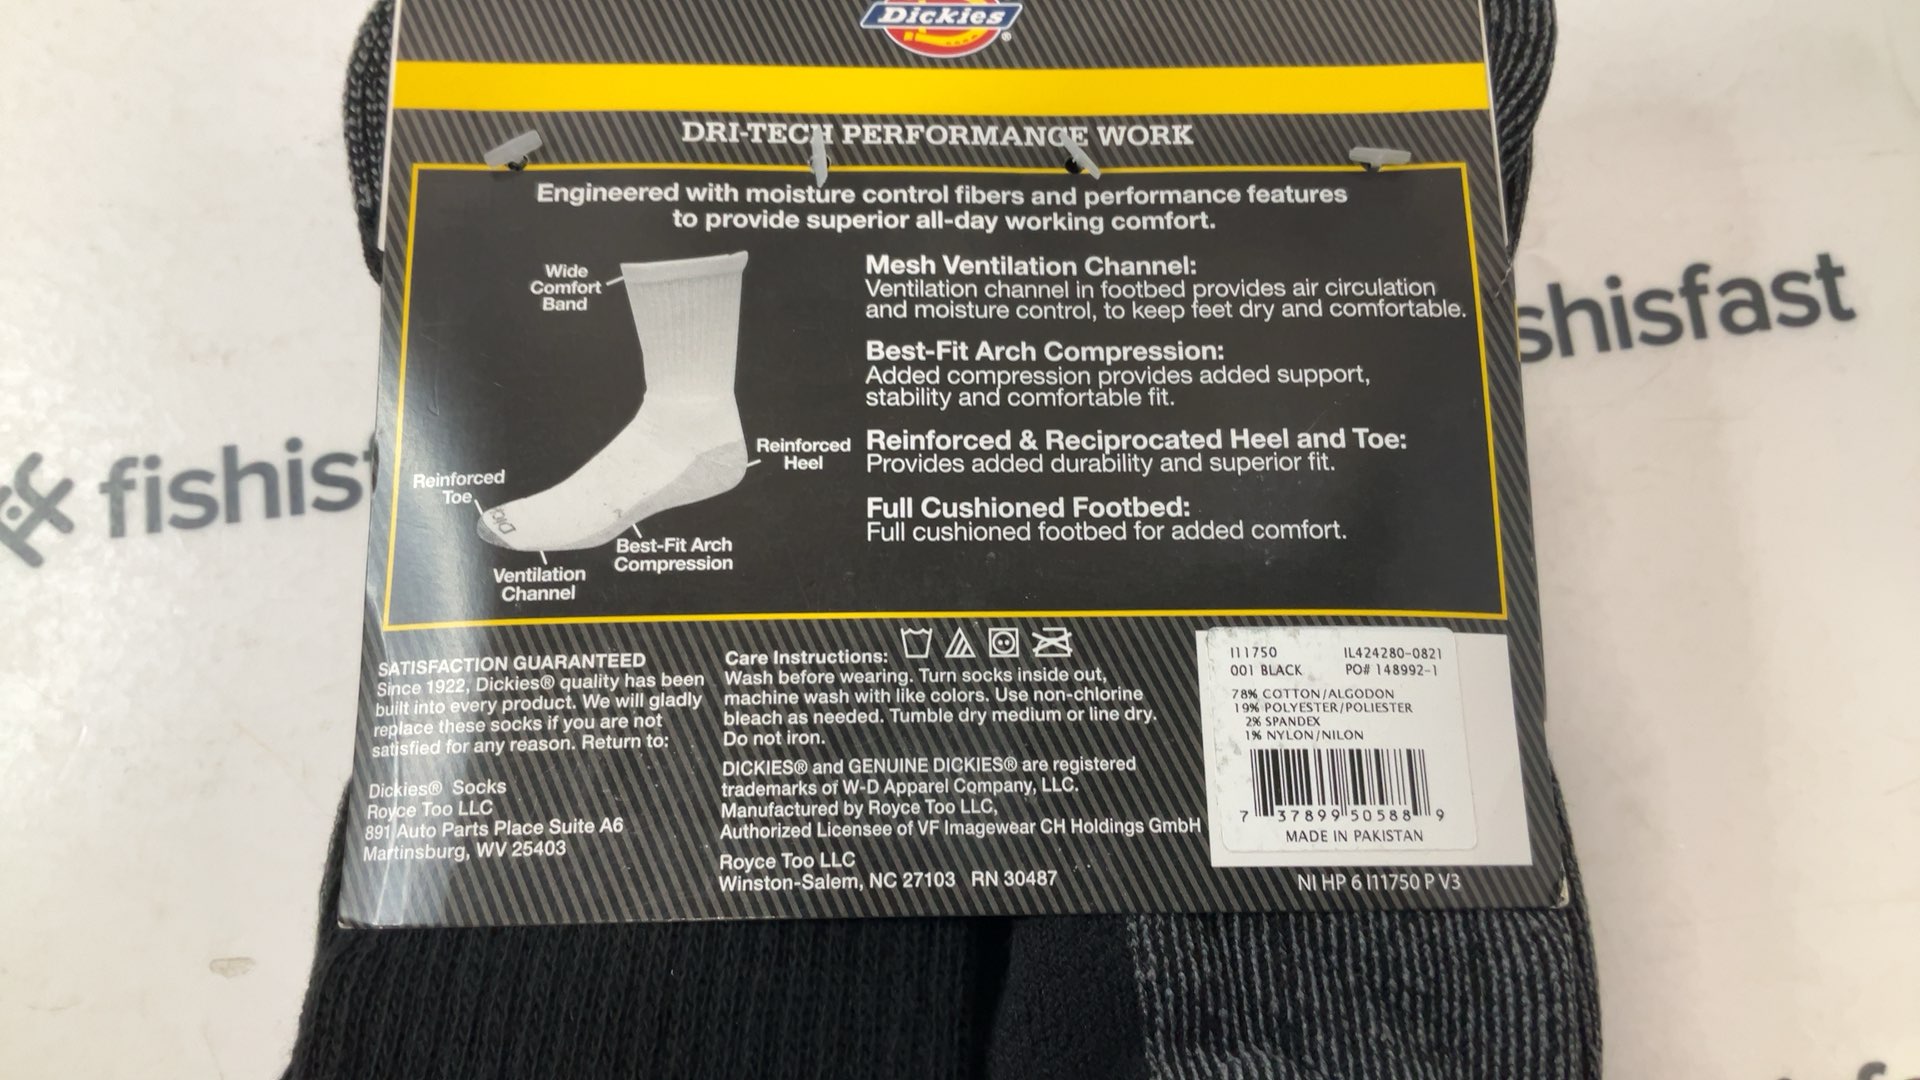 Dickies®
DRI-TECH PERFORMANCE WORK
Engineered with moisture control fibers and performance features
to provide superior all-day working comfort.
Wide
Comfort
Band
Reinforced
Heel
Reinforced
Toe
Best-Fit Arch
Compression
Ventilation
Channel
Mesh Ventilation Channel:
Ventilation channel in footbed provides air circulation
and moisture control, to keep feet dry and comfortable.
Best-Fit Arch Compression:
Added compression provides added support,
stability and comfortable fit.
Reinforced & Reciprocated Heel and Toe:
Provides added durability and superior fit.
Full Cushioned Footbed:
Full cushioned footbed for added comfort.
SATISFACTION GUARANTEED
Since 1922, Dickies® quality has been
built into every product. We will gladly
replace these socks if you are not
satisfied for any reason. Return to:
Dickies® Socks
Royce Too LLC
891 Auto Parts Place Suite A6
Martinsburg, WV 25403
Care Instructions:
Wash before wearing. Turn socks inside out,
machine wash with like colors. Use non-chlorine
bleach as needed. Tumble dry medium or line dry.
Do not iron.
DICKIES® and GENUINE DICKIES® are registered
trademarks of W-D Apparel Company, LLC.
Manufactured by Royce Too LLC,
Authorized Licensee of VF Imagewear CH Holdings GmbH
Royce Too LLC
Winston-Salem, NC 27103 RN 30487
I11750 IL424280-0821
001 BLACK PO# 148992-1
78% COTTON/ALGODON
19% POLYESTER/POLIESTER
2% SPANDEX
1% NYLON/NILON
7 37899 50588 9
MADE IN PAKISTAN
NI HP 6 I11750 P V3
fishisf
shisfast